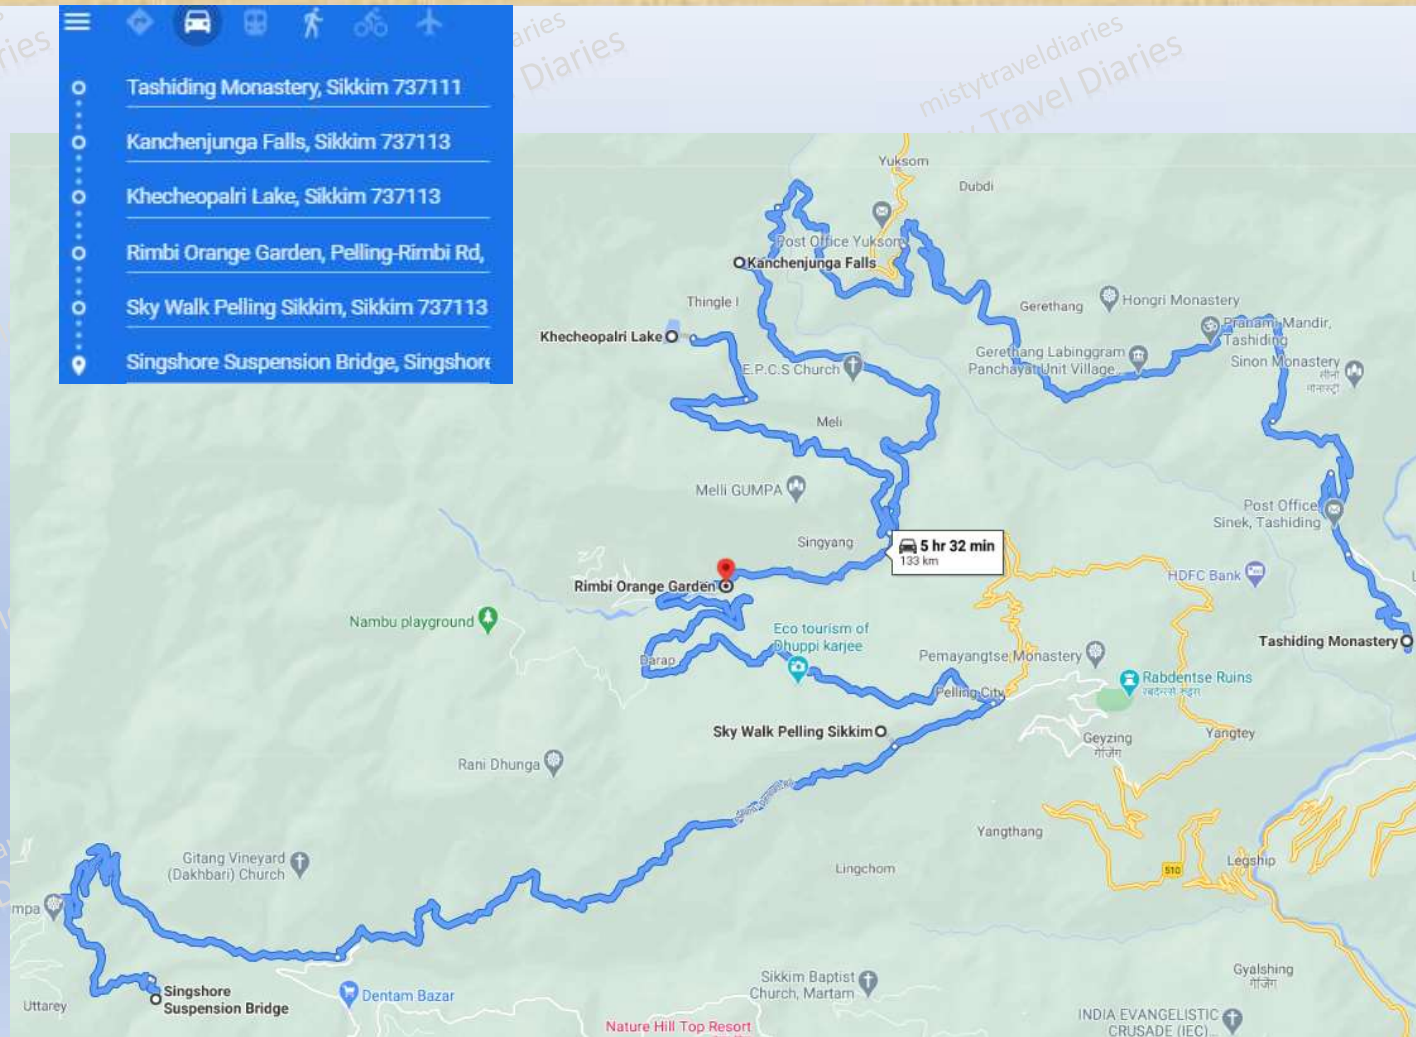 mistytraveldiaries
Travel Diaries
Diaries
Tashiding Monastery, Sikkim 737111
Kanchenjunga Falls, Sikkim 737113
Khecheopalri Lake, Sikkim 737113
Rimbi Orange Garden, Pelling-Rimbi Rd,
Sky Walk Pelling Sikkim, Sikkim 737113
Singshore Suspension Bridge, Singshore
Yuksom
Dubdi
Post Office Yuksom
Kanchenjunga Falls
Thingle I
Gerethang
Hongri Monastery
Khecheopalri Lake
Pranami Mandir,
Tashiding
Gerethang Labinggram
Panchayat Unit Village...
Sinon Monastery
E.P.C.S Church
Meli
Melli GUMPA
Post Office
Sinek, Tashiding
Singyang
5 hr 32 min
133 km
HDFC Bank
Rimbi Orange Garden
Nambu playground
Eco tourism of
Dhuppi karjee
Tashiding Monastery
Pemayangtse Monastery
Darap
Rabdentse Ruins
Pelling City
Sky Walk Pelling Sikkim
Geyzing
गेजिंग
Yangtey
Rani Dhunga
Yangthang
Gitang Vineyard
(Dakhbari) Church
Lingchom
510
Legship
mpa
Singshore
Suspension Bridge
Uttarey
Dentam Bazar
Sikkim Baptist
Church, Martam
Gyalshing
गेजिंग
Nature Hill Top Resort
INDIA EVANGELISTIC
CRUSADE (IEC)...